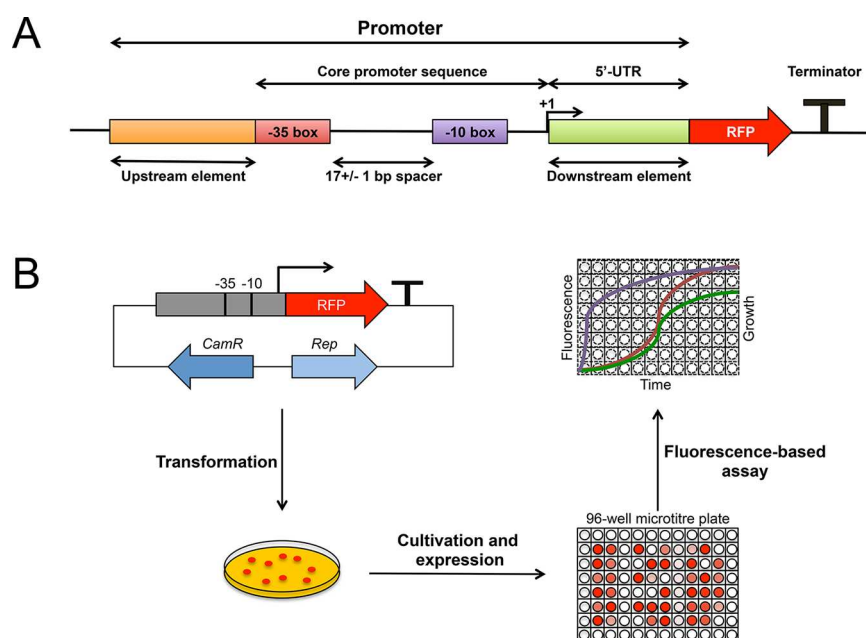 A
Promoter
Core promoter sequence
5’-UTR
Terminator
+1
-35 box
-10 box
RFP
Upstream element
17+/- 1 bp spacer
Downstream element
B
-35 -10
RFP
CamR
Rep
Fluorescence
Growth
Time
Transformation
Fluorescence-based
assay
96-well microtitre plate
Cultivation and
expression